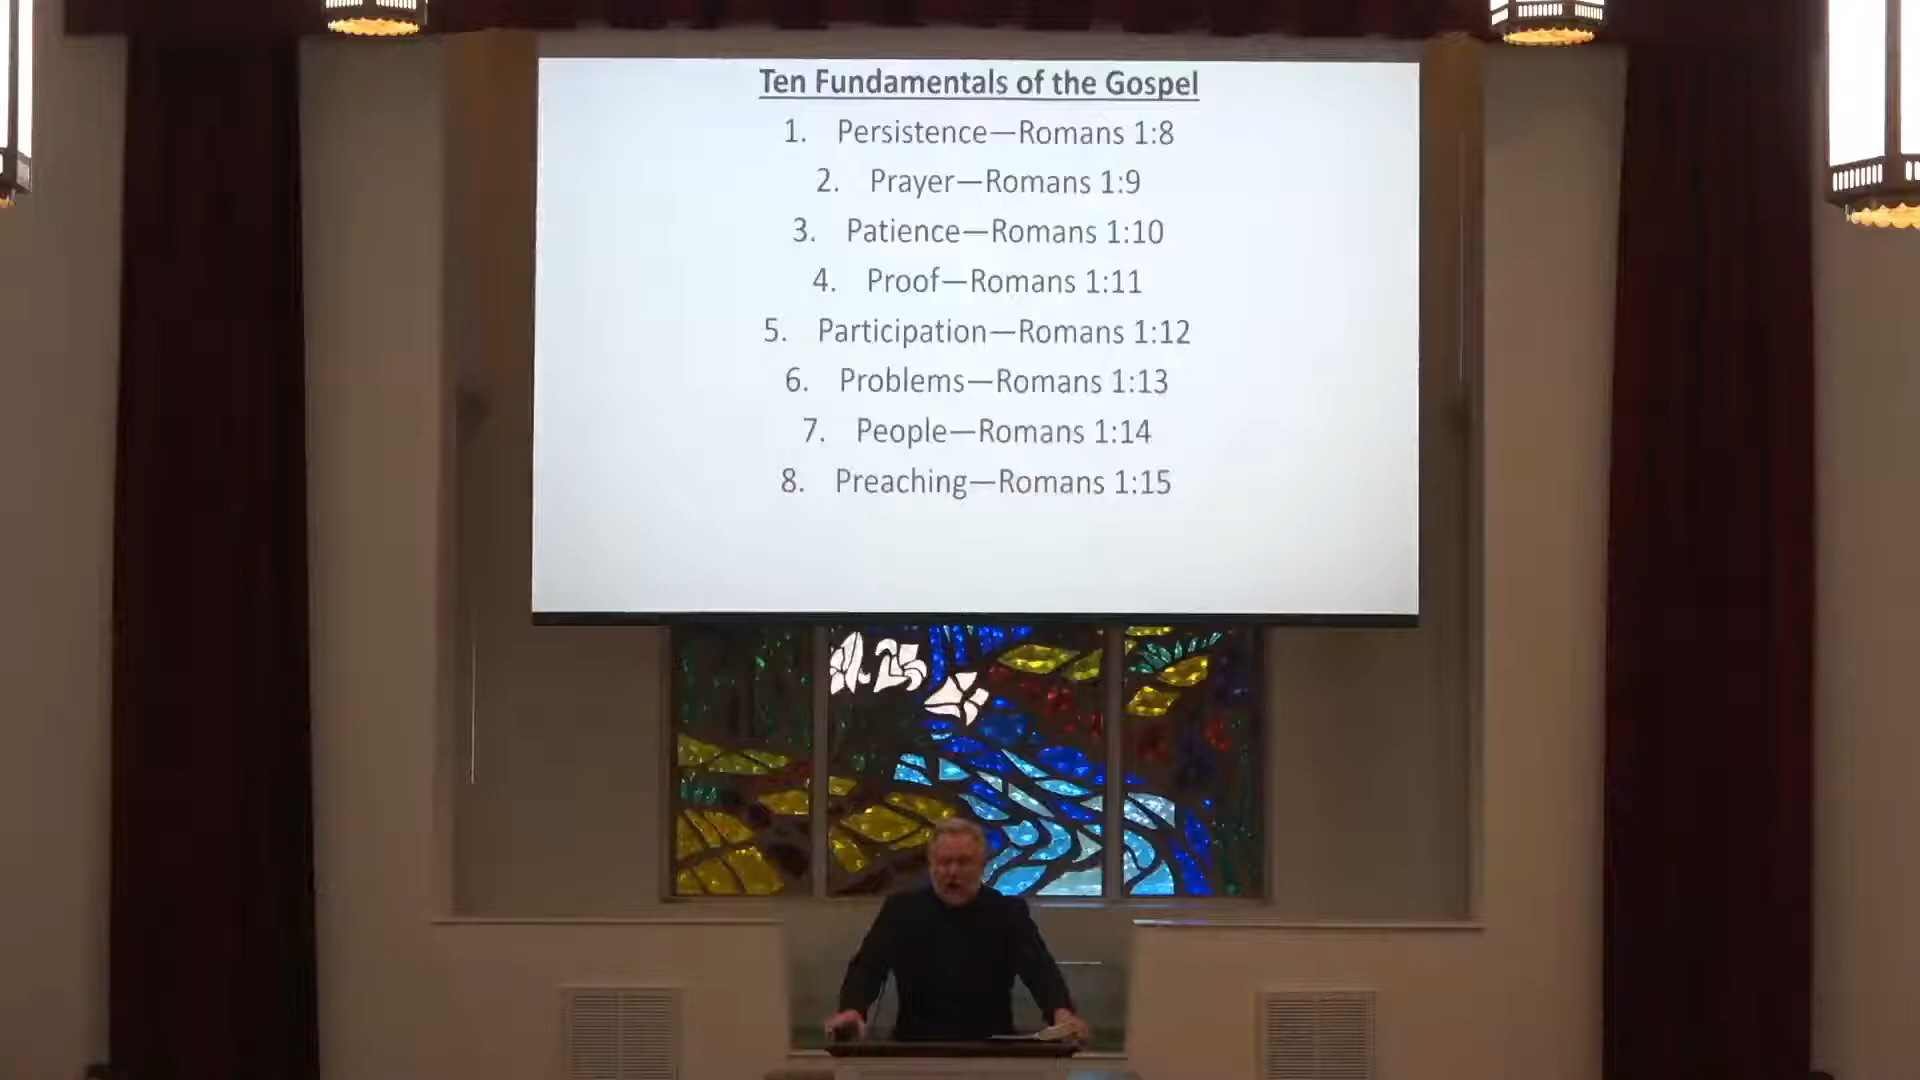 Ten Fundamentals of the Gospel
1. Persistence—Romans 1:8
2. Prayer—Romans 1:9
3. Patience—Romans 1:10
4. Proof—Romans 1:11
5. Participation—Romans 1:12
6. Problems—Romans 1:13
7. People—Romans 1:14
8. Preaching—Romans 1:15